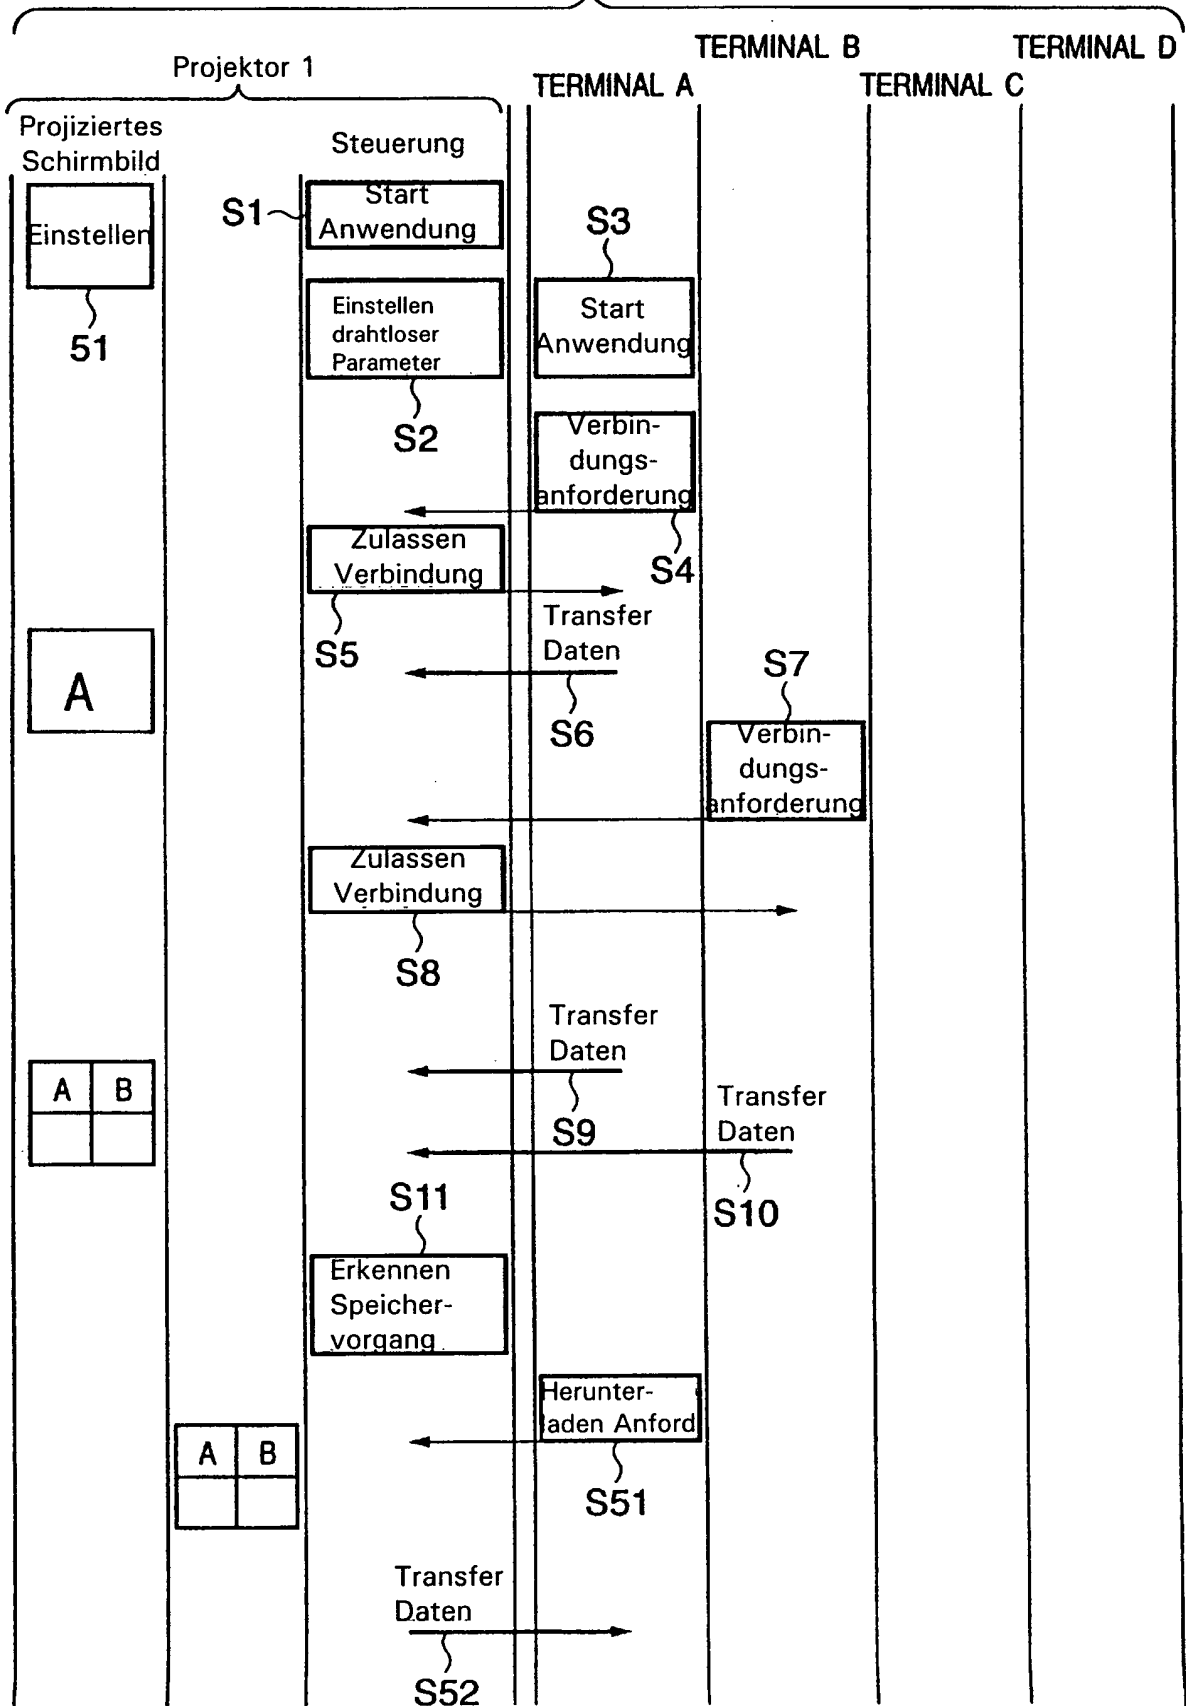 TERMINAL B
TERMINAL D
Projektor 1
TERMINAL A
TERMINAL C
Projiziertes
Schirmbild
Steuerung
Einstellen
51
S1
Start
Anwendung
S3
Einstellen
drahtloser
Parameter
S2
Start
Anwendung
Verbin-
dungs-
anforderung
S4
Zulassen
Verbindung
S5
Transfer
Daten
S6
A
S7
Verbin-
dungs-
anforderung
Zulassen
Verbindung
S8
Transfer
Daten
S9
A B
Transfer
Daten
S10
S11
Erkennen
Speicher-
vorgang
Herunter-
laden Anford
S51
A B
Transfer
Daten
S52